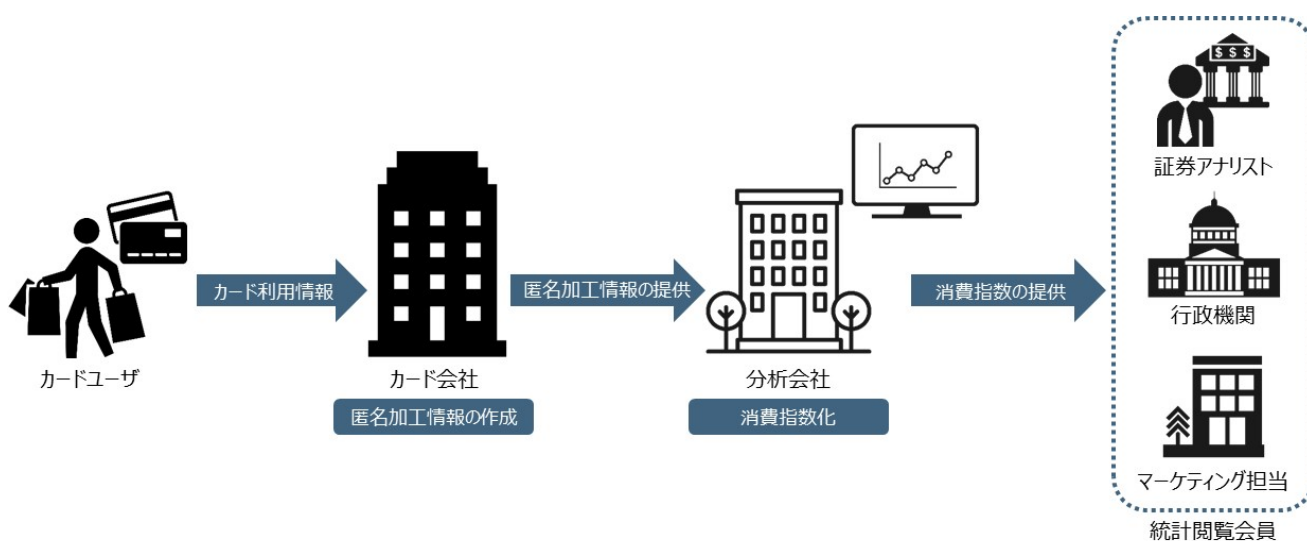 カードユーザ
カード利用情報
カード会社
匿名加工情報の作成
匿名加工情報の提供
分析会社
消費指数化
消費指数の提供
$ $ $
証券アナリスト
行政機関
マーケティング担当
統計閲覧会員